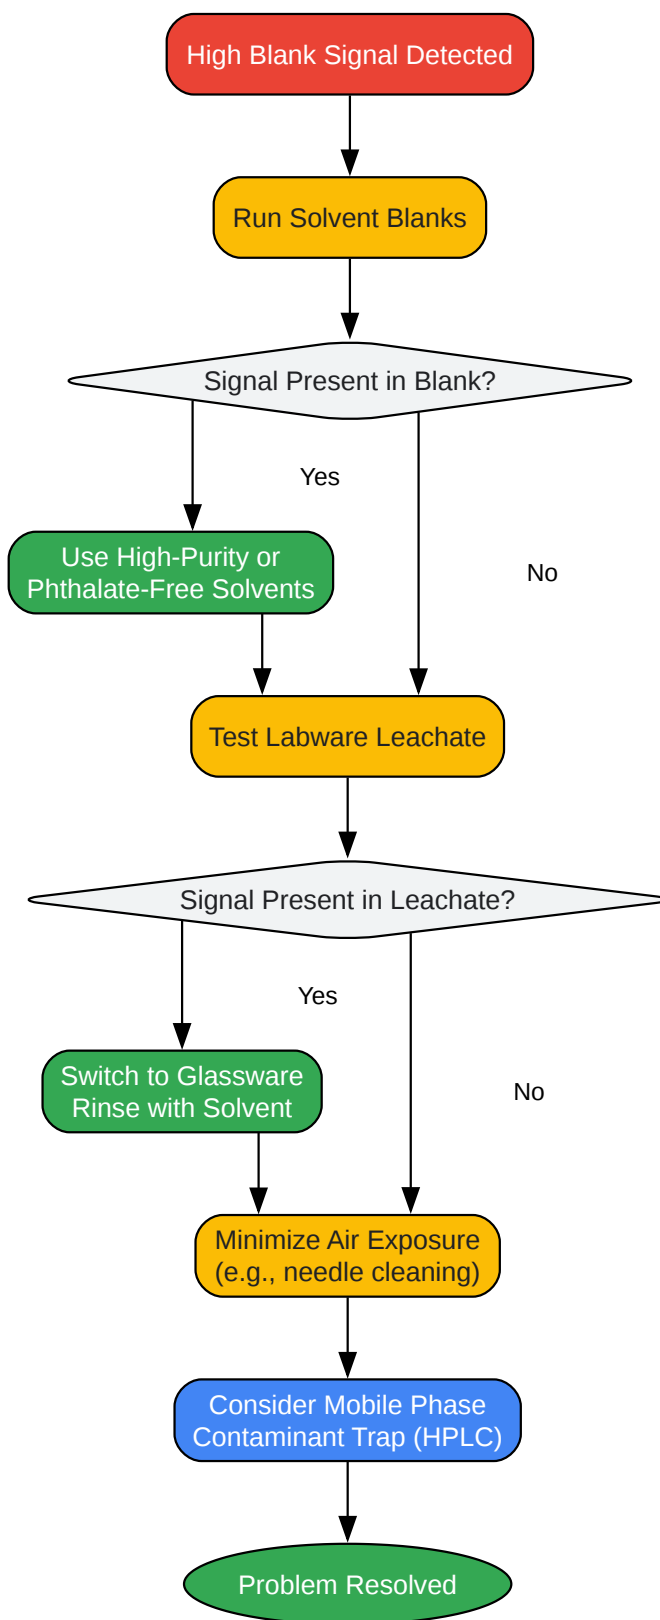 High Blank Signal Detected
Run Solvent Blanks
Signal Present in Blank?
Yes
Use High-Purity or
Phthalate-Free Solvents
No
Test Labware Leachate
Signal Present in Leachate?
Yes
Switch to Glassware
Rinse with Solvent
No
Minimize Air Exposure
(e.g., needle cleaning)
Consider Mobile Phase
Contaminant Trap (HPLC)
Problem Resolved